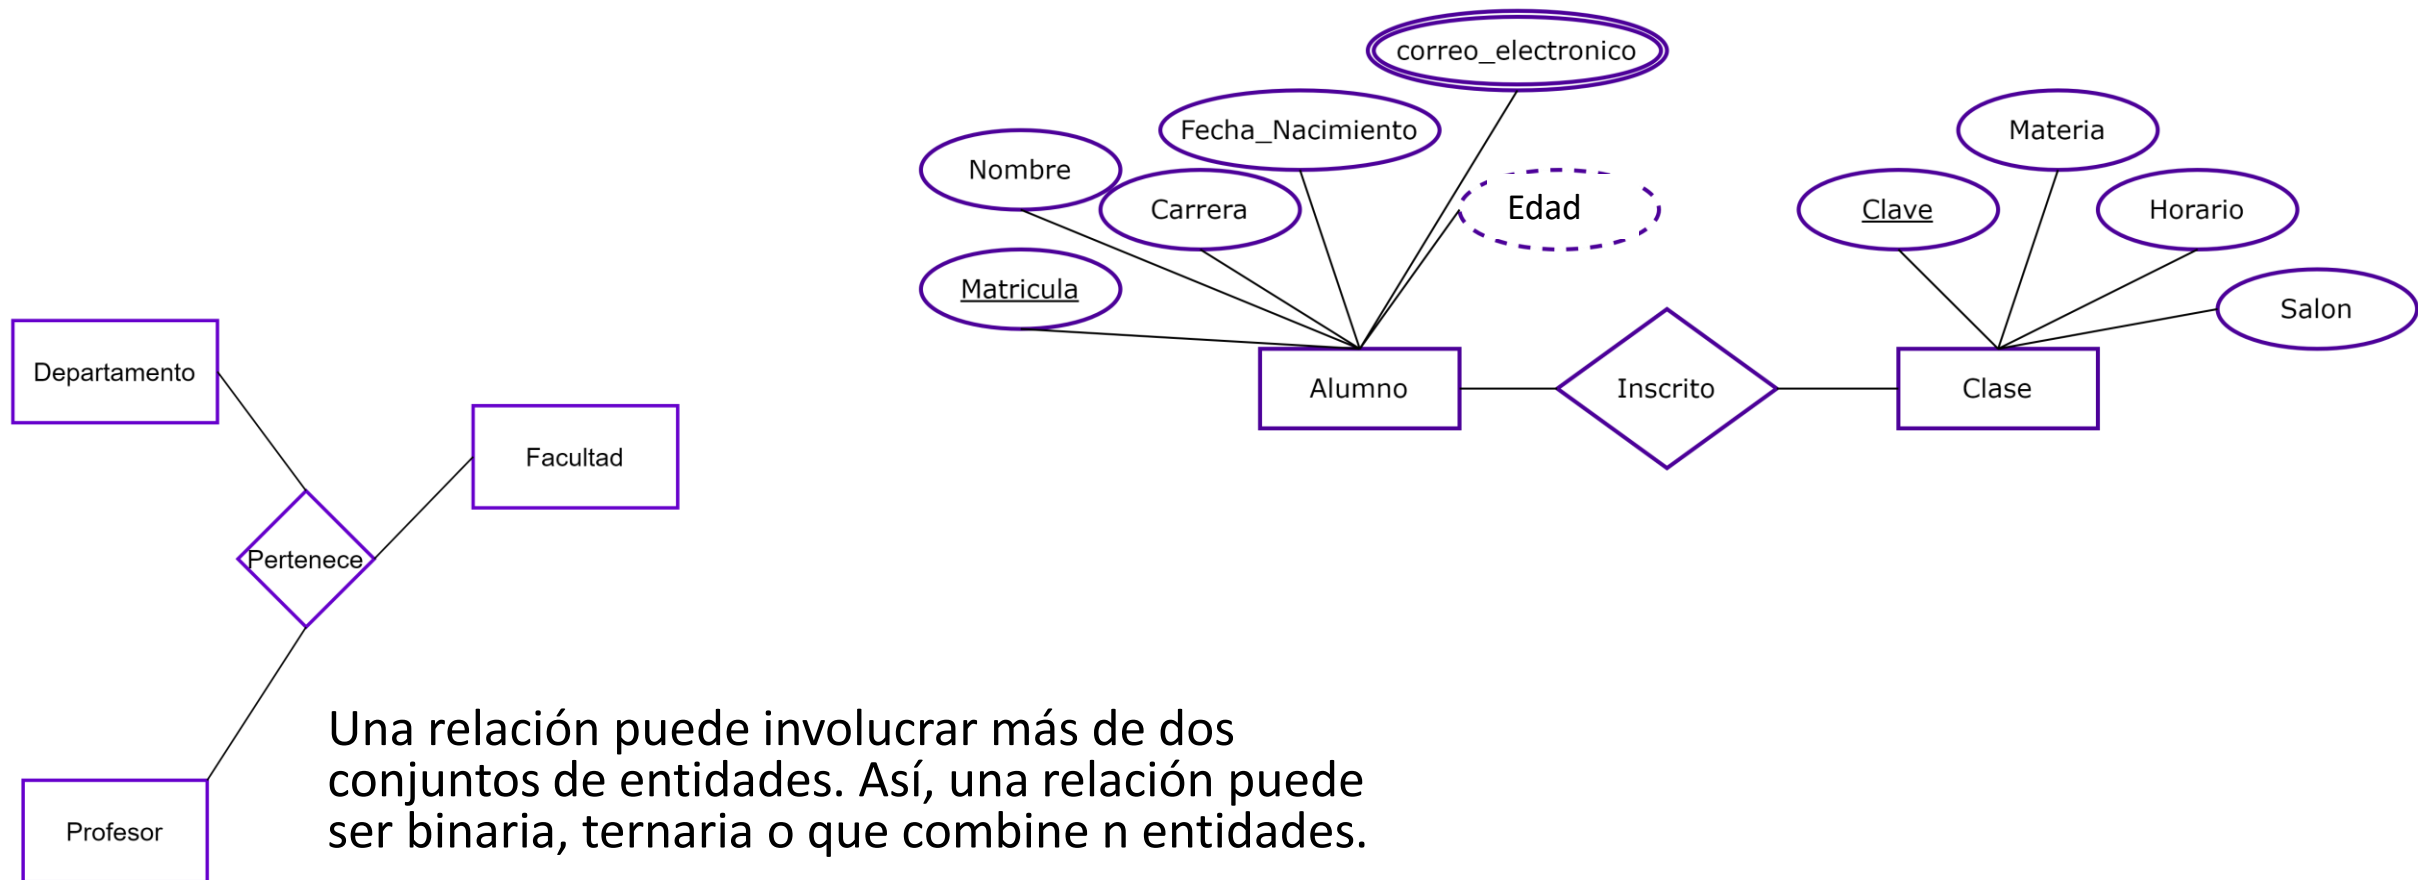 correo_electronico
Fecha_Nacimiento
Materia
Nombre
Carrera
Edad
Clave
Horario
Matricula
Salon
Departamento
Alumno
Inscrito
Clase
Facultad
Pertenece
Profesor
Una relación puede involucrar más de dos
conjuntos de entidades. Así, una relación puede
ser binaria, ternaria o que combine n entidades.